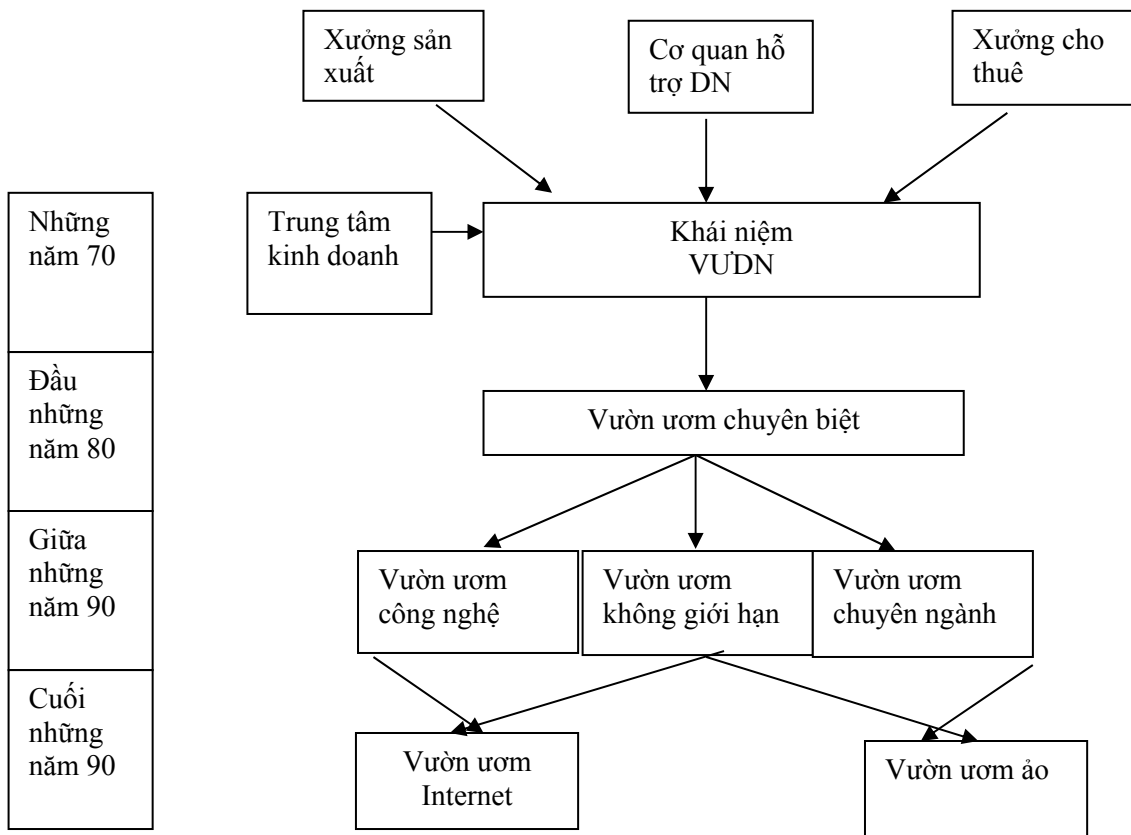 Xưởng sản
xuất
Cơ quan hỗ
trợ DN
Xưởng cho
thuê
Những
năm 70
Trung tâm
kinh doanh
Khái niệm
VƯDN
Đầu
những
năm 80
Vườn ươm chuyên biệt
Giữa
những
năm 90
Vườn ươm
công nghệ
Vườn ươm
không giới hạn
Vườn ươm
chuyên ngành
Cuối
những
năm 90
Vườn ươm
Internet
Vườn ươm ảo